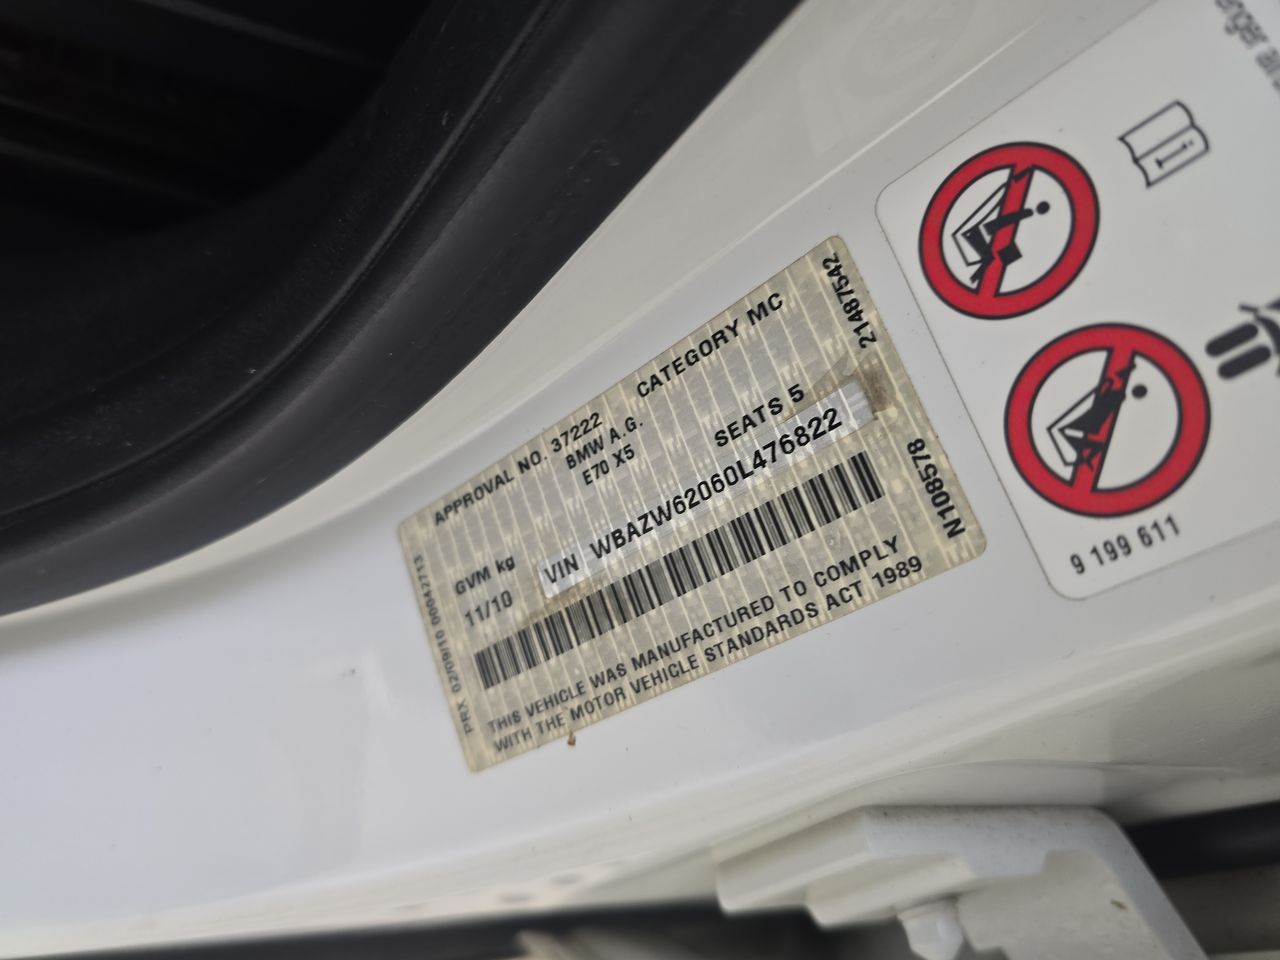 APPROVAL NO. 37222 CATEGORY MC
BMW A.G.
E70 X5
GVM kg SEATS 5
11/10 VIN WBAZW62060L476822
THIS VEHICLE WAS MANUFACTURED TO COMPLY
WITH THE MOTOR VEHICLE STANDARDS ACT 1989
PRX 02/09/10 00042713
21487542
N108578
i
9 199 611